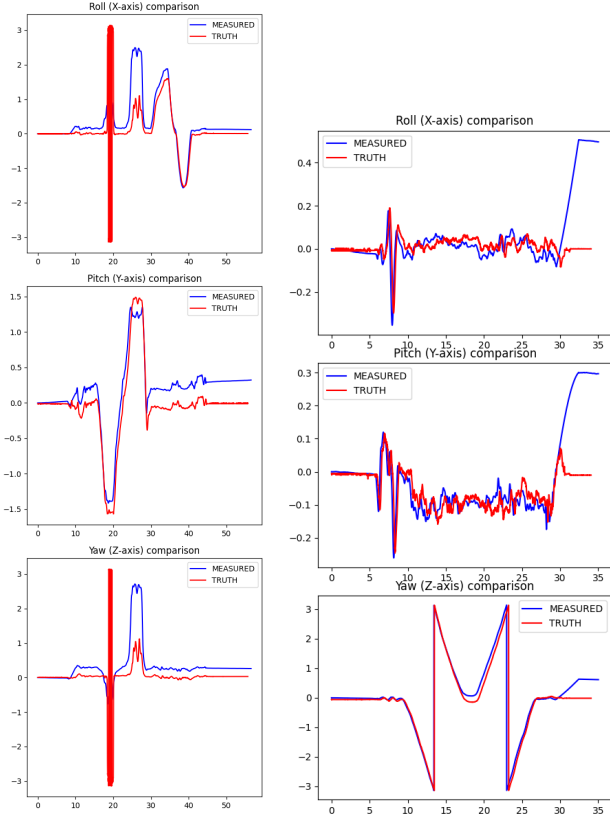 Roll (X-axis) comparison
MEASURED
TRUTH
3
2
1
0
−1
−2
−3
0 10 20 30 40 50
Pitch (Y-axis) comparison
MEASURED
TRUTH
1.5
1.0
0.5
0.0
−0.5
−1.0
−1.5
0 10 20 30 40 50
Yaw (Z-axis) comparison
MEASURED
TRUTH
3
2
1
0
−1
−2
−3
0 10 20 30 40 50
Roll (X-axis) comparison
MEASURED
TRUTH
0.4
0.2
0.0
−0.2
0 5 10 15 20 25 30 35
Pitch (Y-axis) comparison
MEASURED
TRUTH
0.3
0.2
0.1
0.0
−0.1
−0.2
0 5 10 15 20 25 30 35
Yaw (Z-axis) comparison
MEASURED
TRUTH
3
2
1
0
−1
−2
−3
0 5 10 15 20 25 30 35